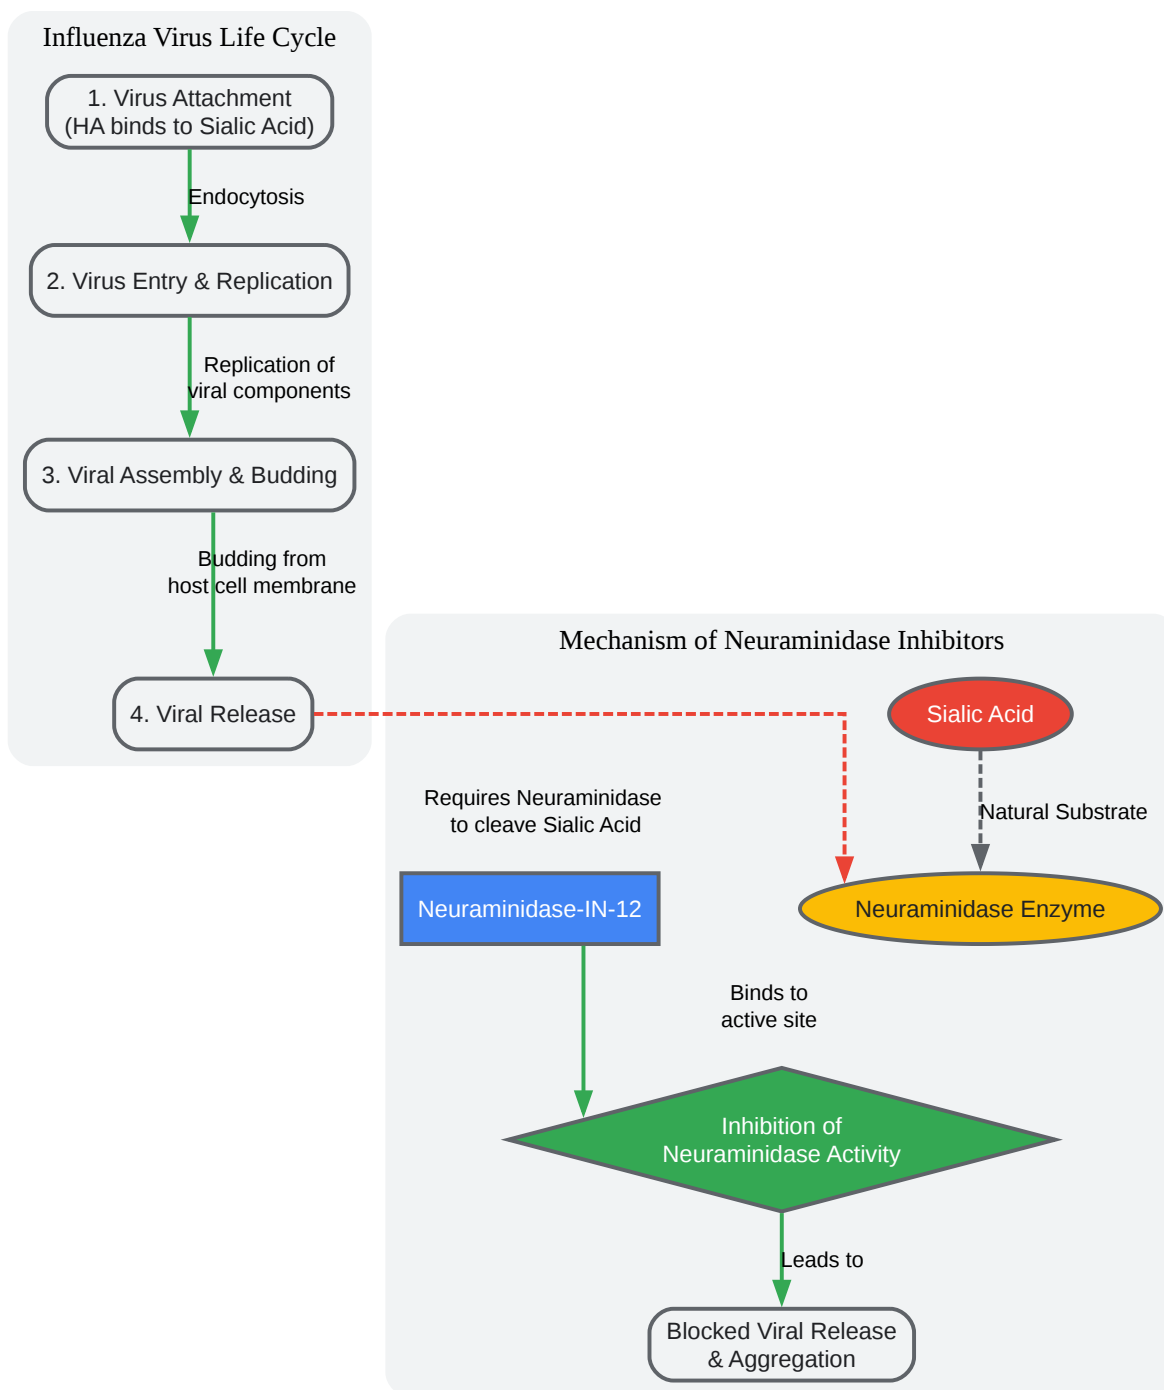 Influenza Virus Life Cycle
1. Virus Attachment
(HA binds to Sialic Acid)
Endocytosis
2. Virus Entry & Replication
Replication of
viral components
3. Viral Assembly & Budding
Budding from
host cell membrane
4. Viral Release
Mechanism of Neuraminidase Inhibitors
Sialic Acid
Requires Neuraminidase
to cleave Sialic Acid
Natural Substrate
Neuraminidase-IN-12
Neuraminidase Enzyme
Binds to
active site
Inhibition of
Neuraminidase Activity
Leads to
Blocked Viral Release
& Aggregation